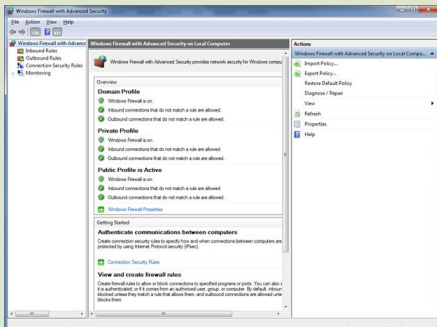 Windows Firewall with Advanced Security
File Action View Help
Windows Firewall with Advanc
Inbound Rules
Outbound Rules
Connection Security Rules
Monitoring
Windows Firewall with Advanced Security on Local Computer
Windows Firewall with Advanced Security provides network security for Windows compu
Overview
Domain Profile
Windows Firewall is on.
Inbound connections that do not match a rule are allowed.
Outbound connections that do not match a rule are allowed.
Private Profile
Windows Firewall is on.
Inbound connections that do not match a rule are allowed.
Outbound connections that do not match a rule are allowed.
Public Profile is Active
Windows Firewall is on.
Inbound connections that do not match a rule are allowed.
Outbound connections that do not match a rule are allowed.
Windows Firewall Properties
Getting Started
Authenticate communications between computers
Create connection security rules to specify how and when connections between computers are
protected by using Internet Protocol security (IPsec).
Connection Security Rules
View and create firewall rules
Create firewall rules to allow or block connections to specified programs or ports. You can also
it is authenticated, or if it comes from an authorized user, group, or computer. By default, inboun
blocked unless they match a rule that allows them, and outbound connections are allowed unle
blocks them.
Actions
Windows Firewall with Advanced Security on Local Compu...
Import Policy...
Export Policy...
Restore Default Policy
Diagnose / Repair
View
Refresh
Properties
Help